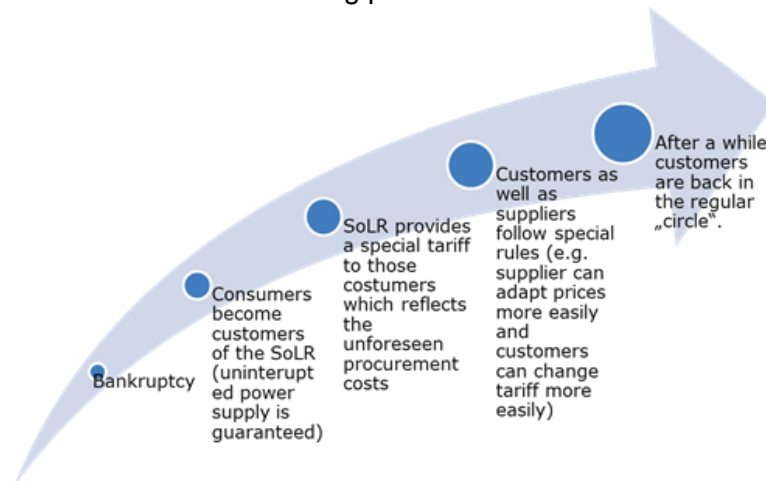 Bankruptcy
Consumers
become
customers
of the SoLR
(uninterupt
ed power
supply is
guaranteed)
SoLR provides
a special tariff
to those
costumers
which reflects
the
unforeseen
procurement
costs
Customers as
well as
suppliers
follow special
rules (e.g.
supplier can
adapt prices
more easily
and
customers
can change
tariff more
easily)
After a while
customers
are back in
the regular
„circle“.